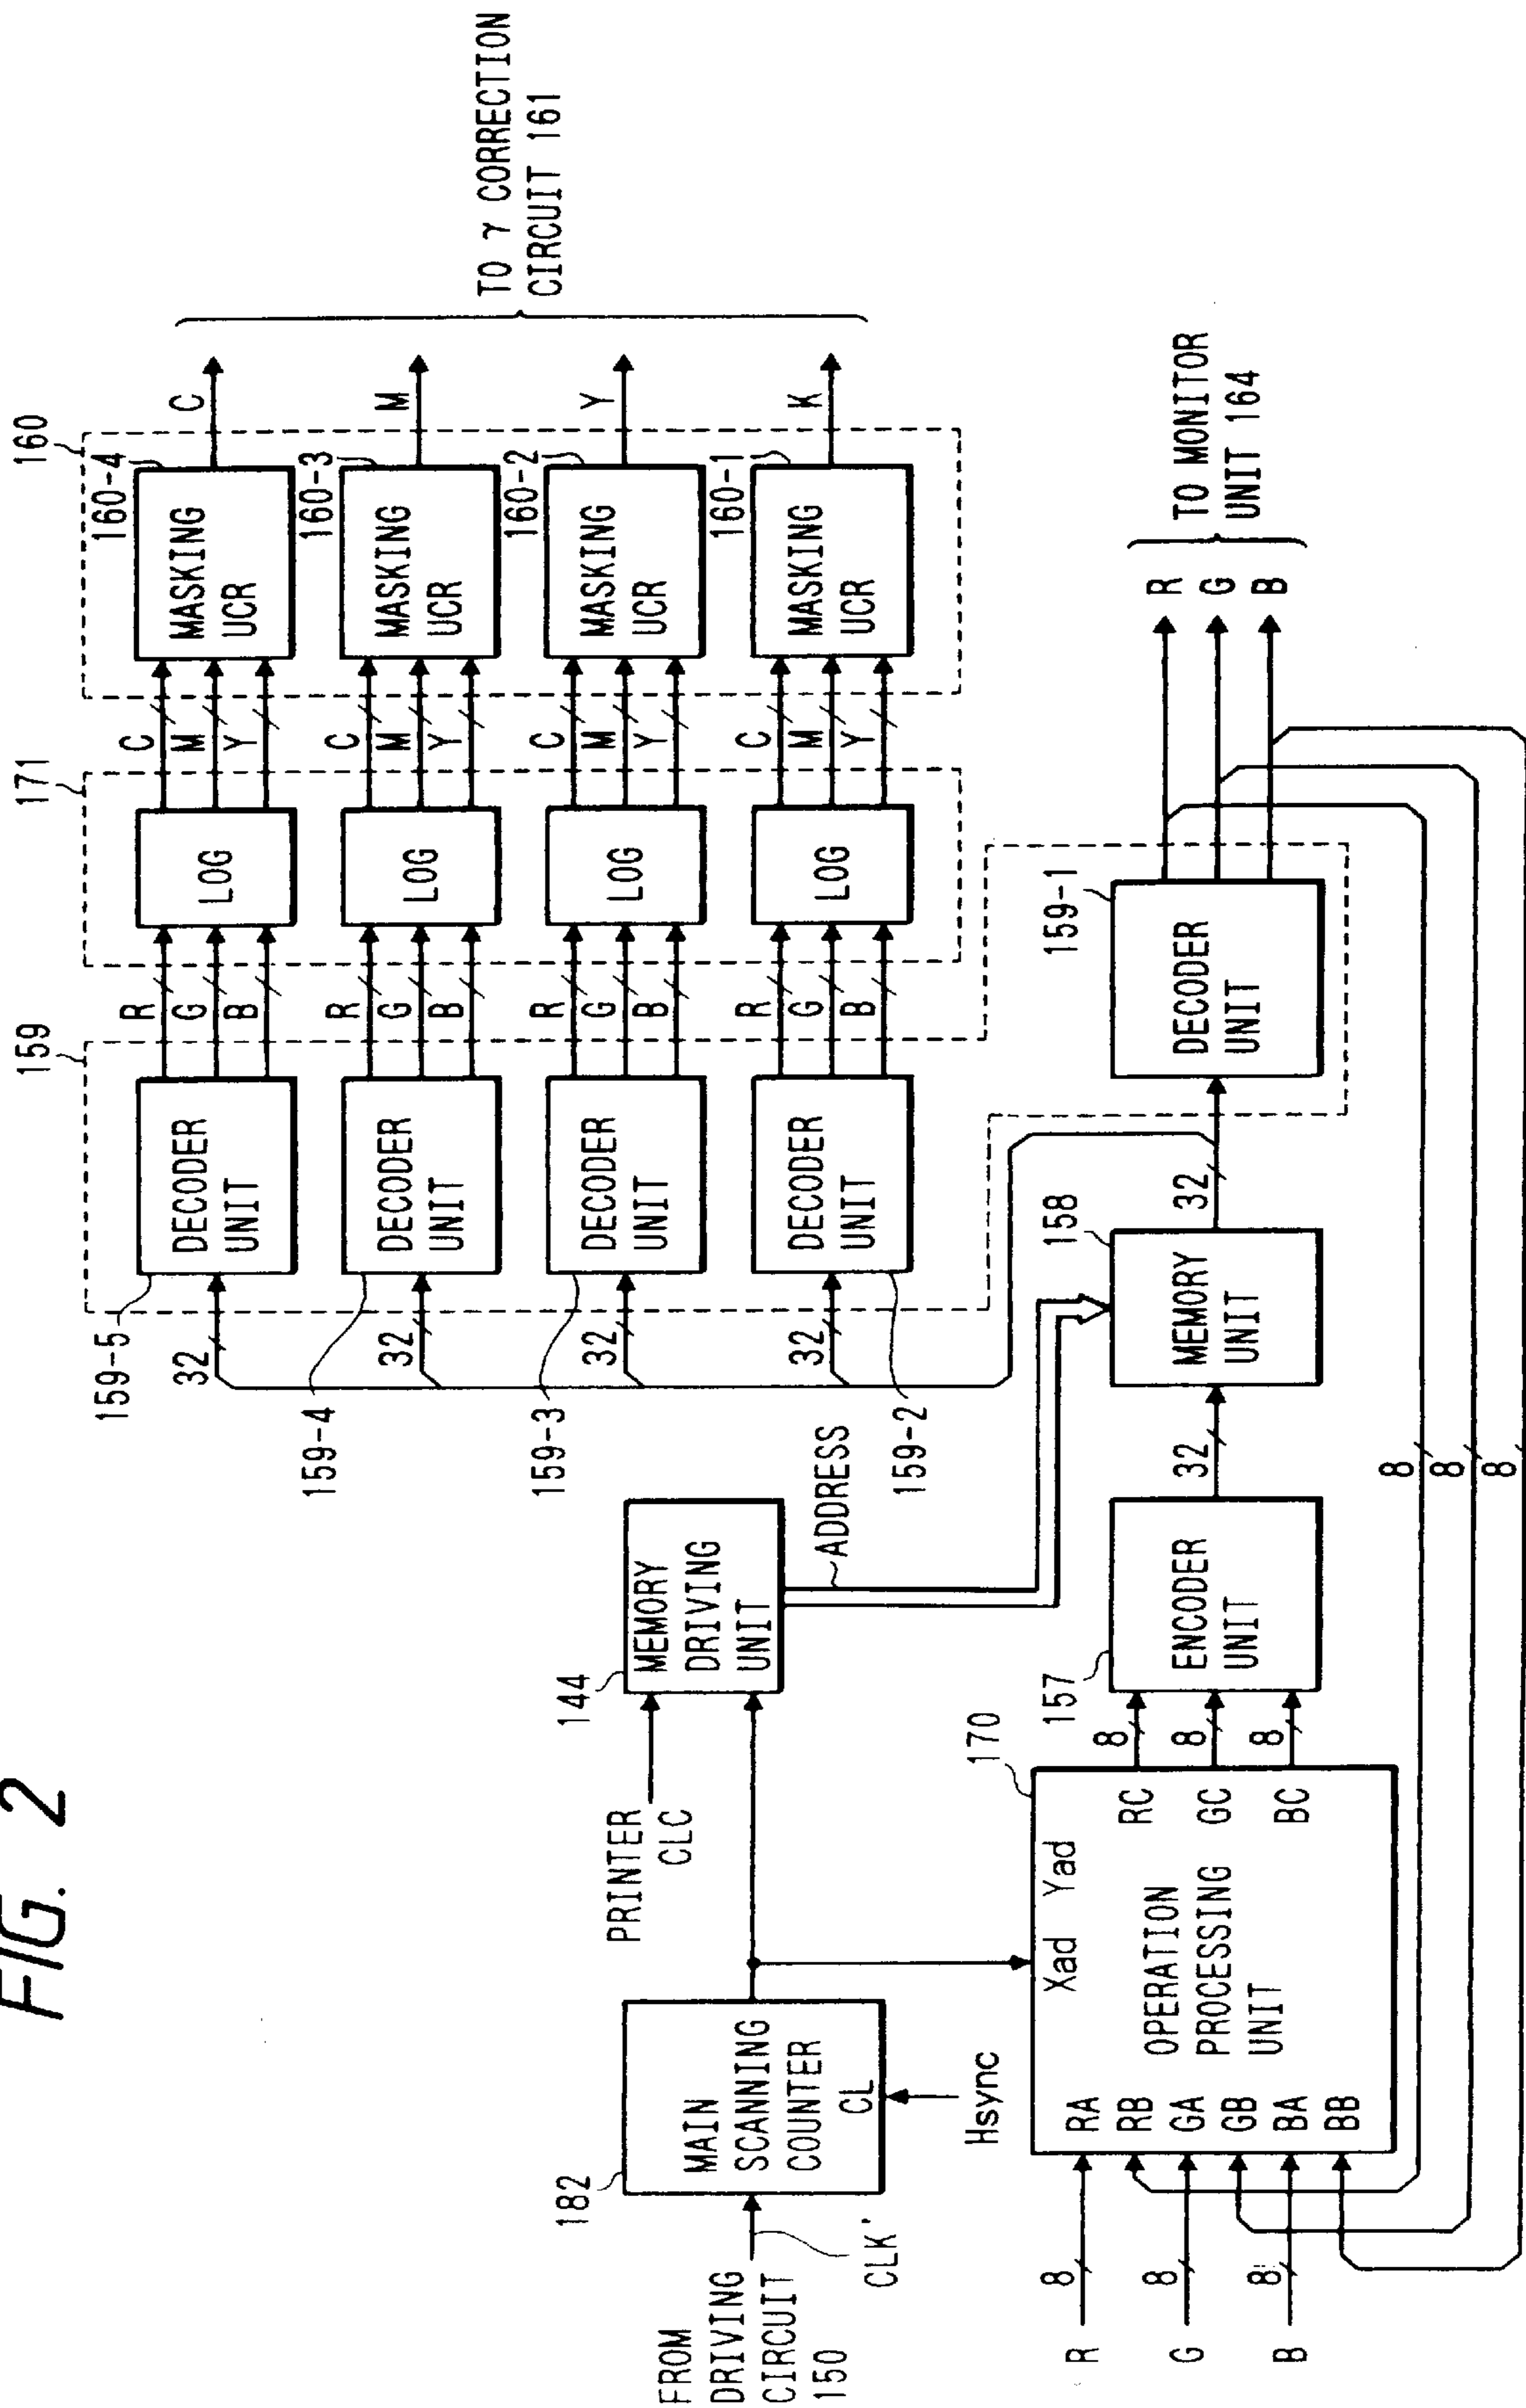 FIG. 2
159
171
160
159-5
DECODER
UNIT
32
R
G
B
LOG
C
M
Y
160-4
MASKING
UCR
C
159-4
DECODER
UNIT
32
R
G
B
LOG
C
M
Y
160-3
MASKING
UCR
M
159-3
DECODER
UNIT
32
R
G
B
LOG
C
M
Y
160-2
MASKING
UCR
Y
159-2
DECODER
UNIT
32
R
G
B
LOG
C
M
Y
160-1
MASKING
UCR
K
TO γ CORRECTION
CIRCUIT 161
FROM
DRIVING
CIRCUIT
150
CLK'
182
MAIN
SCANNING
COUNTER
CL
Hsync
PRINTER
CLC
144
MEMORY
DRIVING
UNIT
ADDRESS
R
G
B
8
8
8
170
Xad Yad
RA
RB
GA
GB
BA
BB
OPERATION
PROCESSING
UNIT
RC
GC
BC
8
8
8
157
ENCODER
UNIT
32
158
MEMORY
UNIT
32
159-1
DECODER
UNIT
R
G
B
TO MONITOR
UNIT 164
8
8
8